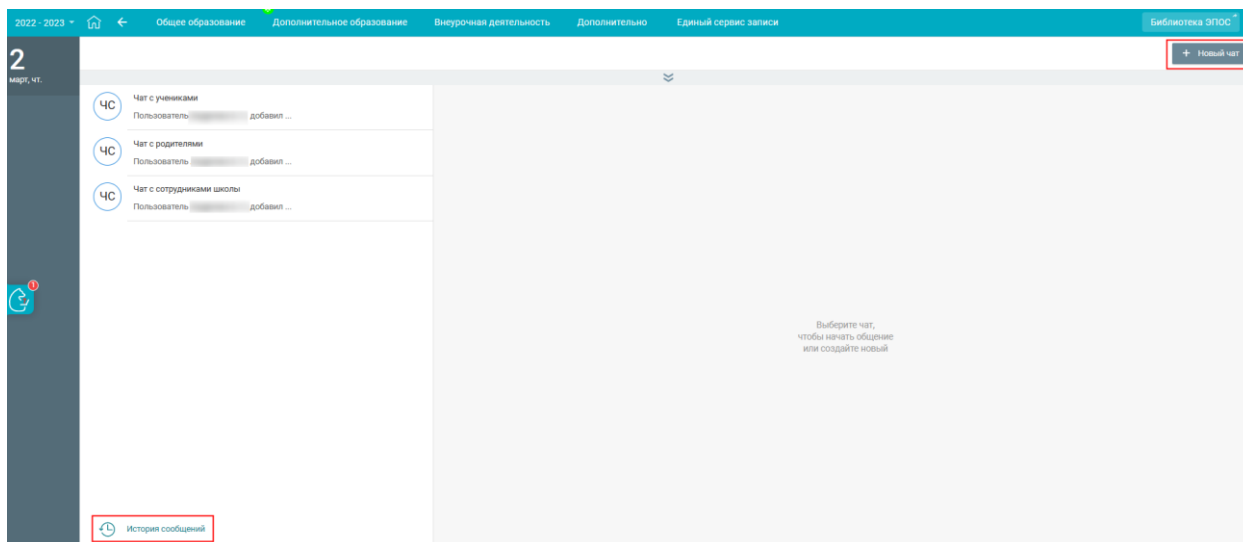 2022 - 2023
Общее образование
Дополнительное образование
Внеурочная деятельность
Дополнительно
Единый сервис записи
Библиотека ЭПОС
2
март, чт.
+ Новый чат
ЧС
Чат с учениками
Пользователь добавил ...
ЧС
Чат с родителями
Пользователь добавил ...
ЧС
Чат с сотрудниками школы
Пользователь добавил ...
1
Выберите чат,
чтобы начать общение
или создайте новый
История сообщений